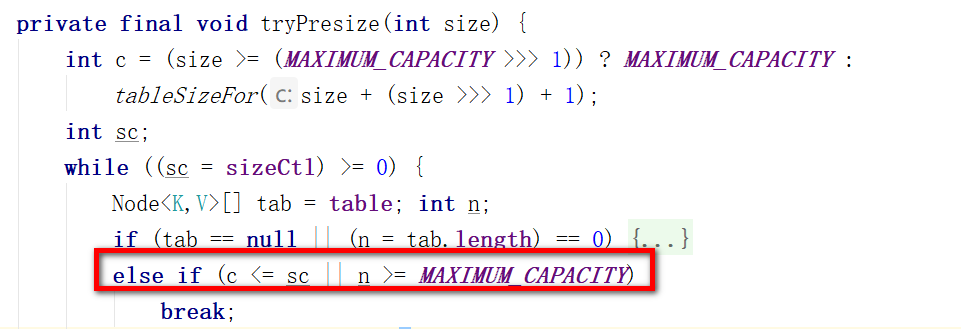 private final void tryPresize(int size) {
int c = (size >= (MAXIMUM_CAPACITY >>> 1)) ? MAXIMUM_CAPACITY :
tableSizeFor( c: size + (size >>> 1) + 1);
int sc;
while ((sc = sizeCtl) >= 0) {
Node<K,V>[] tab = table; int n;
if (tab == null || (n = tab.length) == 0) {...}
else if (c <= sc || n >= MAXIMUM_CAPACITY)
break;